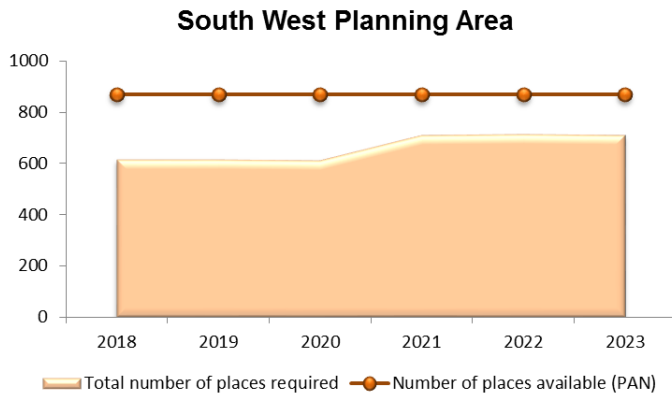 South West Planning Area
1000
800
600
400
200
0
2018 2019 2020 2021 2022 2023
Total number of places required Number of places available (PAN)